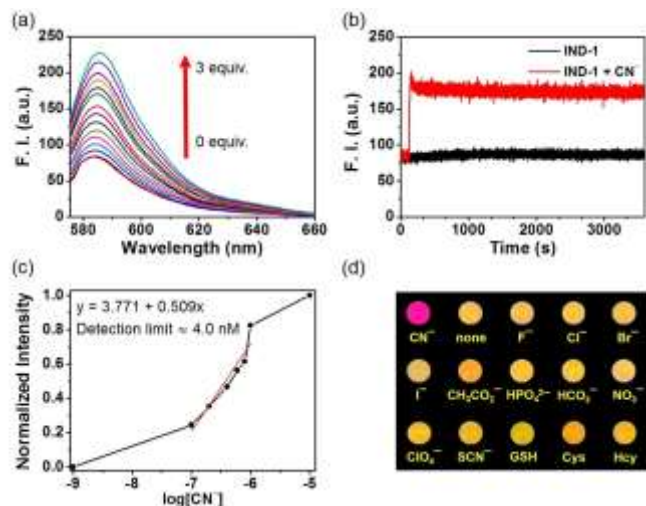 (a)
250
200
150
100
50
0
F. I. (a.u.)
3 equiv.
0 equiv.
580 600 620 640 660
Wavelength (nm)
(b)
250
200
150
100
50
0
F. I. (a.u.)
IND-1
IND-1 + CN⁻
0 1000 2000 3000
Time (s)
(c)
1.0
0.8
0.6
0.4
0.2
0.0
Normalized Intensity
y = 3.771 + 0.509x
Detection limit ≈ 4.0 nM
-9 -8 -7 -6 -5
log[CN⁻]
(d)
CN⁻ none F⁻ Cl⁻ Br⁻
I⁻ CH₃CO₂⁻ HPO₄²⁻ HCO₃⁻ NO₃⁻
ClO₄⁻ SCN⁻ GSH Cys Hcy